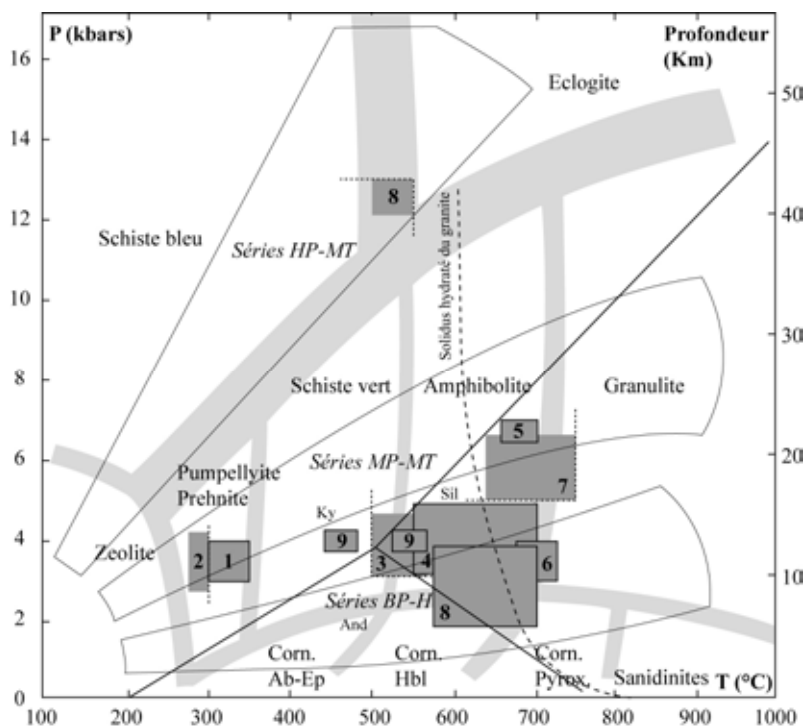 P (kbars)
Profondeur
(Km)
16
14
12
10
8
6
4
2
0
50
40
30
20
10
Eclogite
8
Schiste bleu
Séries HP-MT
Solidus hydraté du granite
Schiste vert
Amphibolite
Granulite
5
Pumpellyite
Prehnite
Séries MP-MT
7
Sil
Ky
Zeolite
2
1
9
9
3
4
6
Séries BP-H
8
And
Corn.
Ab-Ep
Corn.
Hbl
Corn.
Pyrox.
Sanidinites
T (°C)
100
200
300
400
500
600
700
800
900
1000